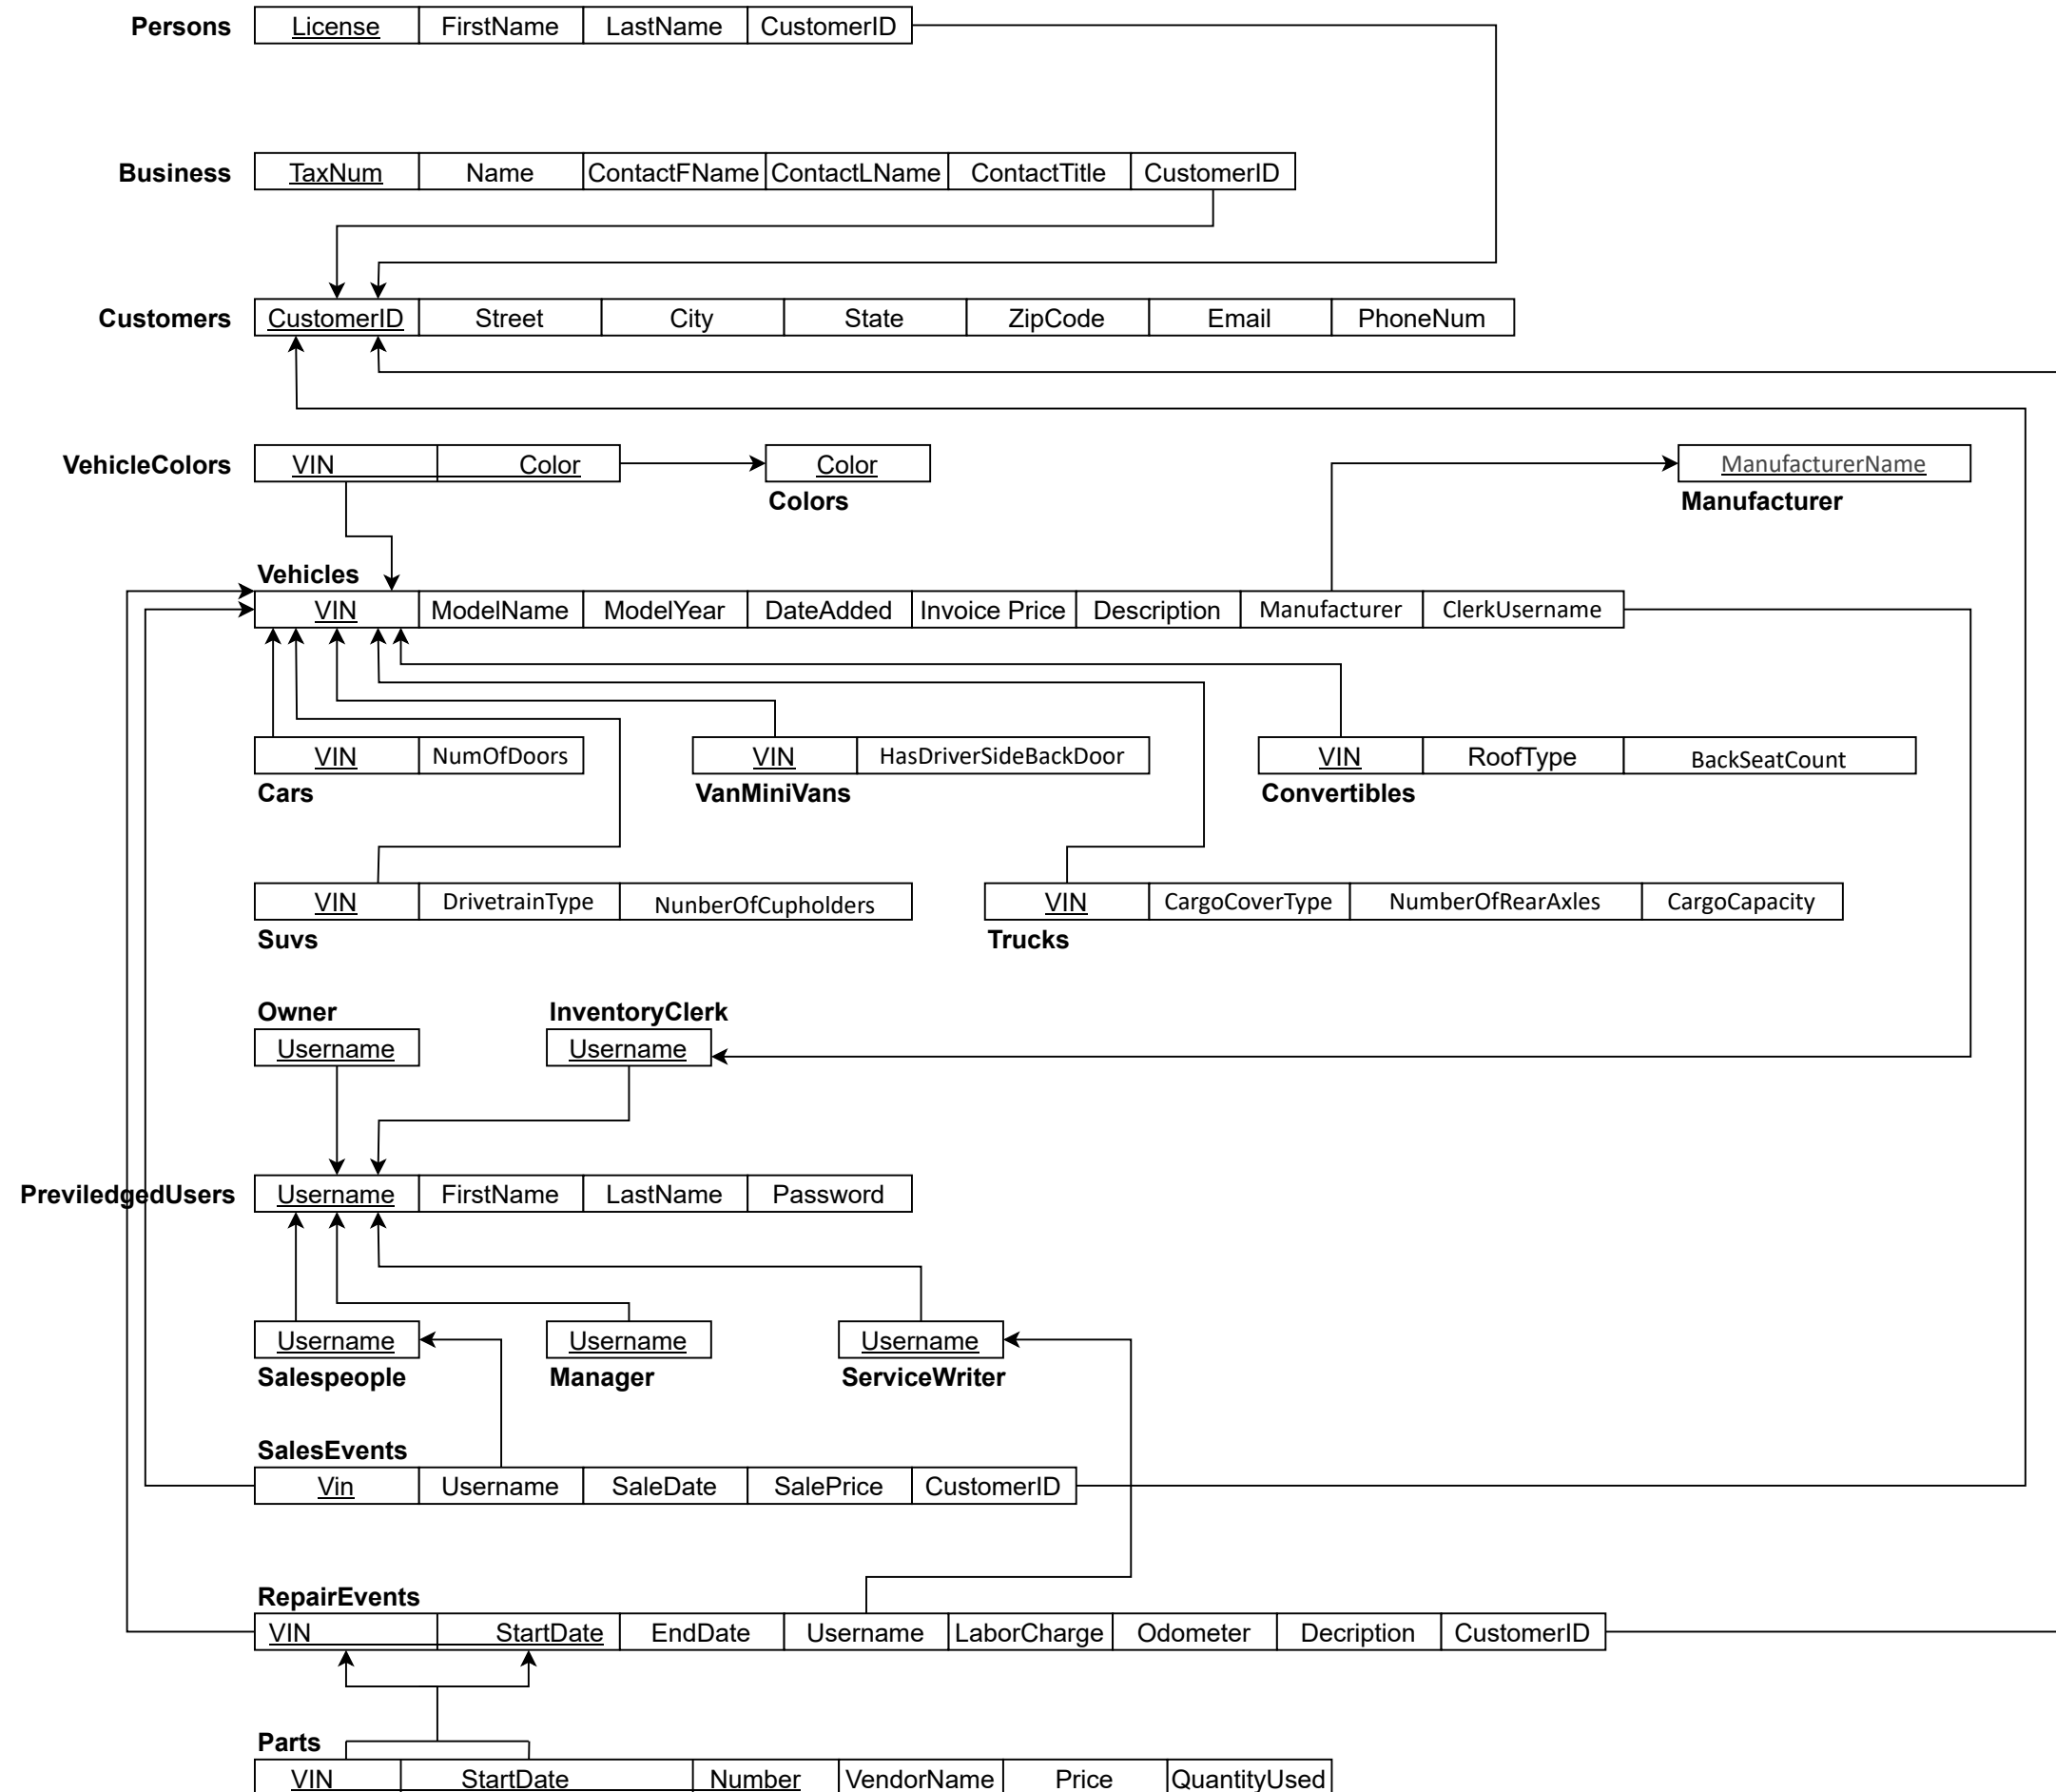 Persons License FirstName LastName CustomerID
Business TaxNum Name ContactFName ContactLName ContactTitle CustomerID
Customers CustomerID Street City State ZipCode Email PhoneNum
VehicleColors VIN Color Color ManufacturerName
Colors Manufacturer
Vehicles
VIN ModelName ModelYear DateAdded Invoice Price Description Manufacturer ClerkUsername
VIN NumOfDoors VIN HasDriverSideBackDoor VIN RoofType BackSeatCount
Cars VanMiniVans Convertibles
VIN DrivetrainType NunberOfCupholders VIN CargoCoverType NumberOfRearAxles CargoCapacity
Suvs Trucks
Owner InventoryClerk
Username Username
PreviledgedUsers Username FirstName LastName Password
Username Username Username
Salespeople Manager ServiceWriter
SalesEvents
Vin Username SaleDate SalePrice CustomerID
RepairEvents
VIN StartDate EndDate Username LaborCharge Odometer Decription CustomerID
Parts
VIN StartDate Number VendorName Price QuantityUsed